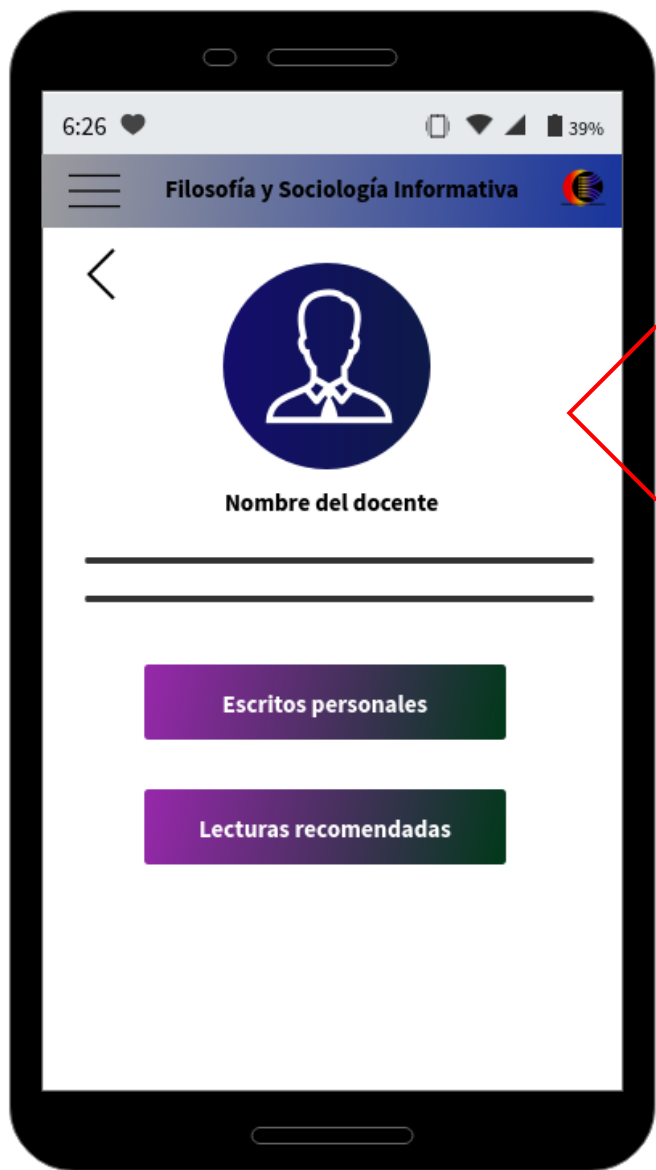 6:26
39%
Filosofía y Sociología Informativa
Nombre del docente
Escritos personales
Lecturas recomendadas